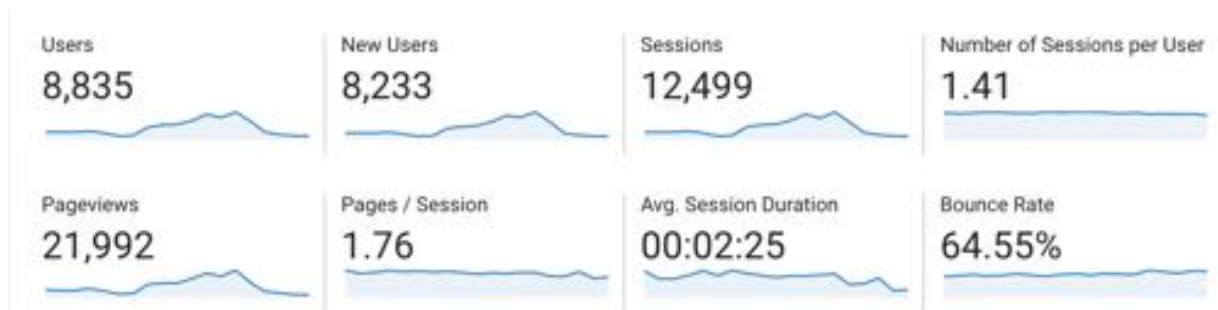 Users
8,835
New Users
8,233
Sessions
12,499
Number of Sessions per User
1.41
Pageviews
21,992
Pages / Session
1.76
Avg. Session Duration
00:02:25
Bounce Rate
64.55%